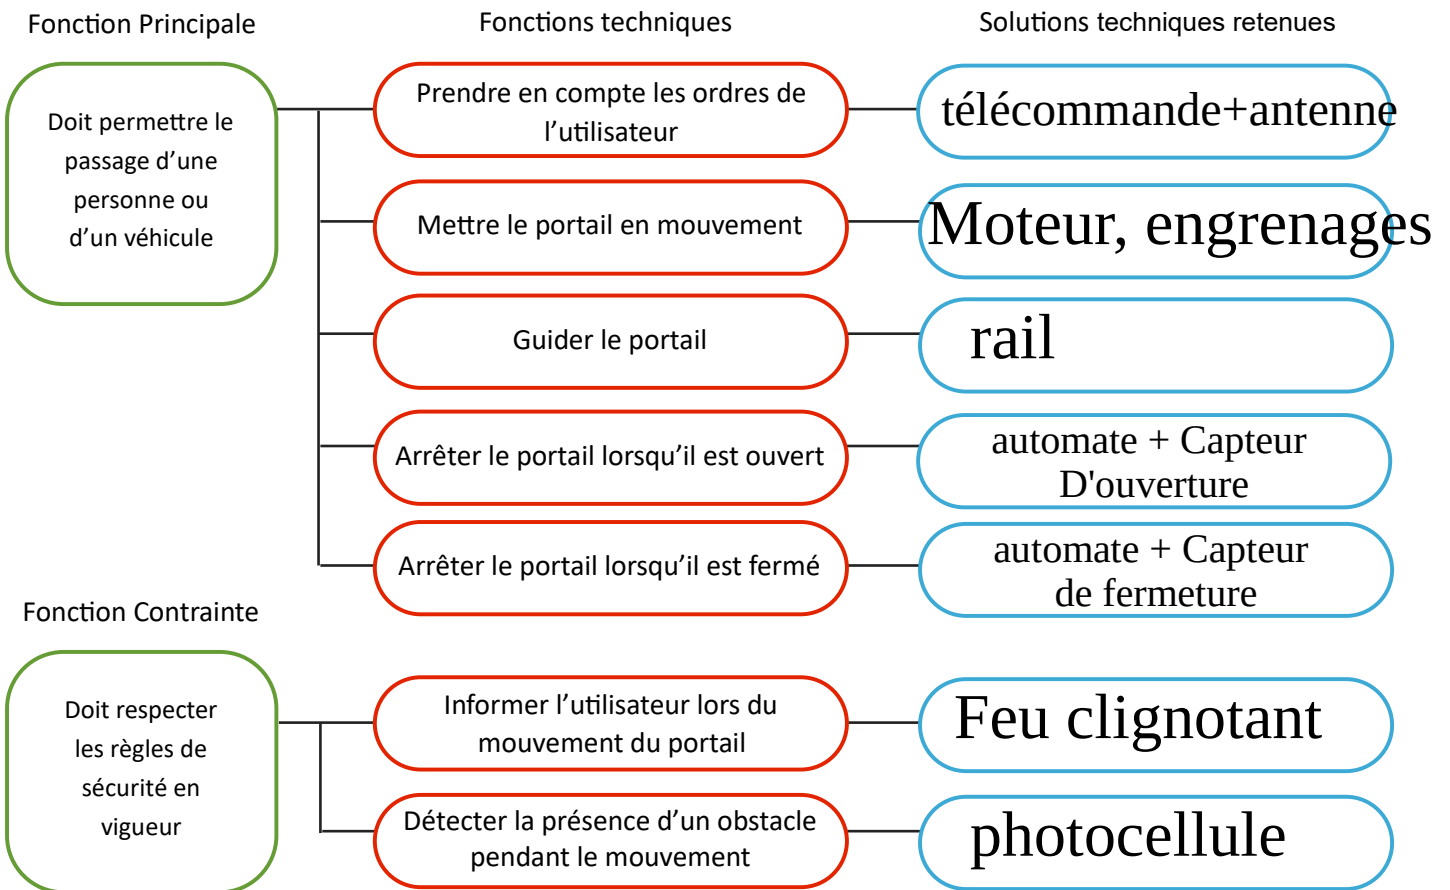 Fonction Principale
Fonctions techniques
Solutions techniques retenues
Doit permettre le
passage d’une
personne ou
d’un véhicule
Prendre en compte les ordres de
l’utilisateur
télécommande+antenne
Mettre le portail en mouvement
Moteur, engrenages
Guider le portail
rail
Arrêter le portail lorsqu'il est ouvert
automate + Capteur
D'ouverture
Arrêter le portail lorsqu'il est fermé
automate + Capteur
de fermeture
Fonction Contrainte
Doit respecter
les règles de
sécurité en
vigueur
Informer l’utilisateur lors du
mouvement du portail
Feu clignotant
Détecter la présence d’un obstacle
pendant le mouvement
photocellule